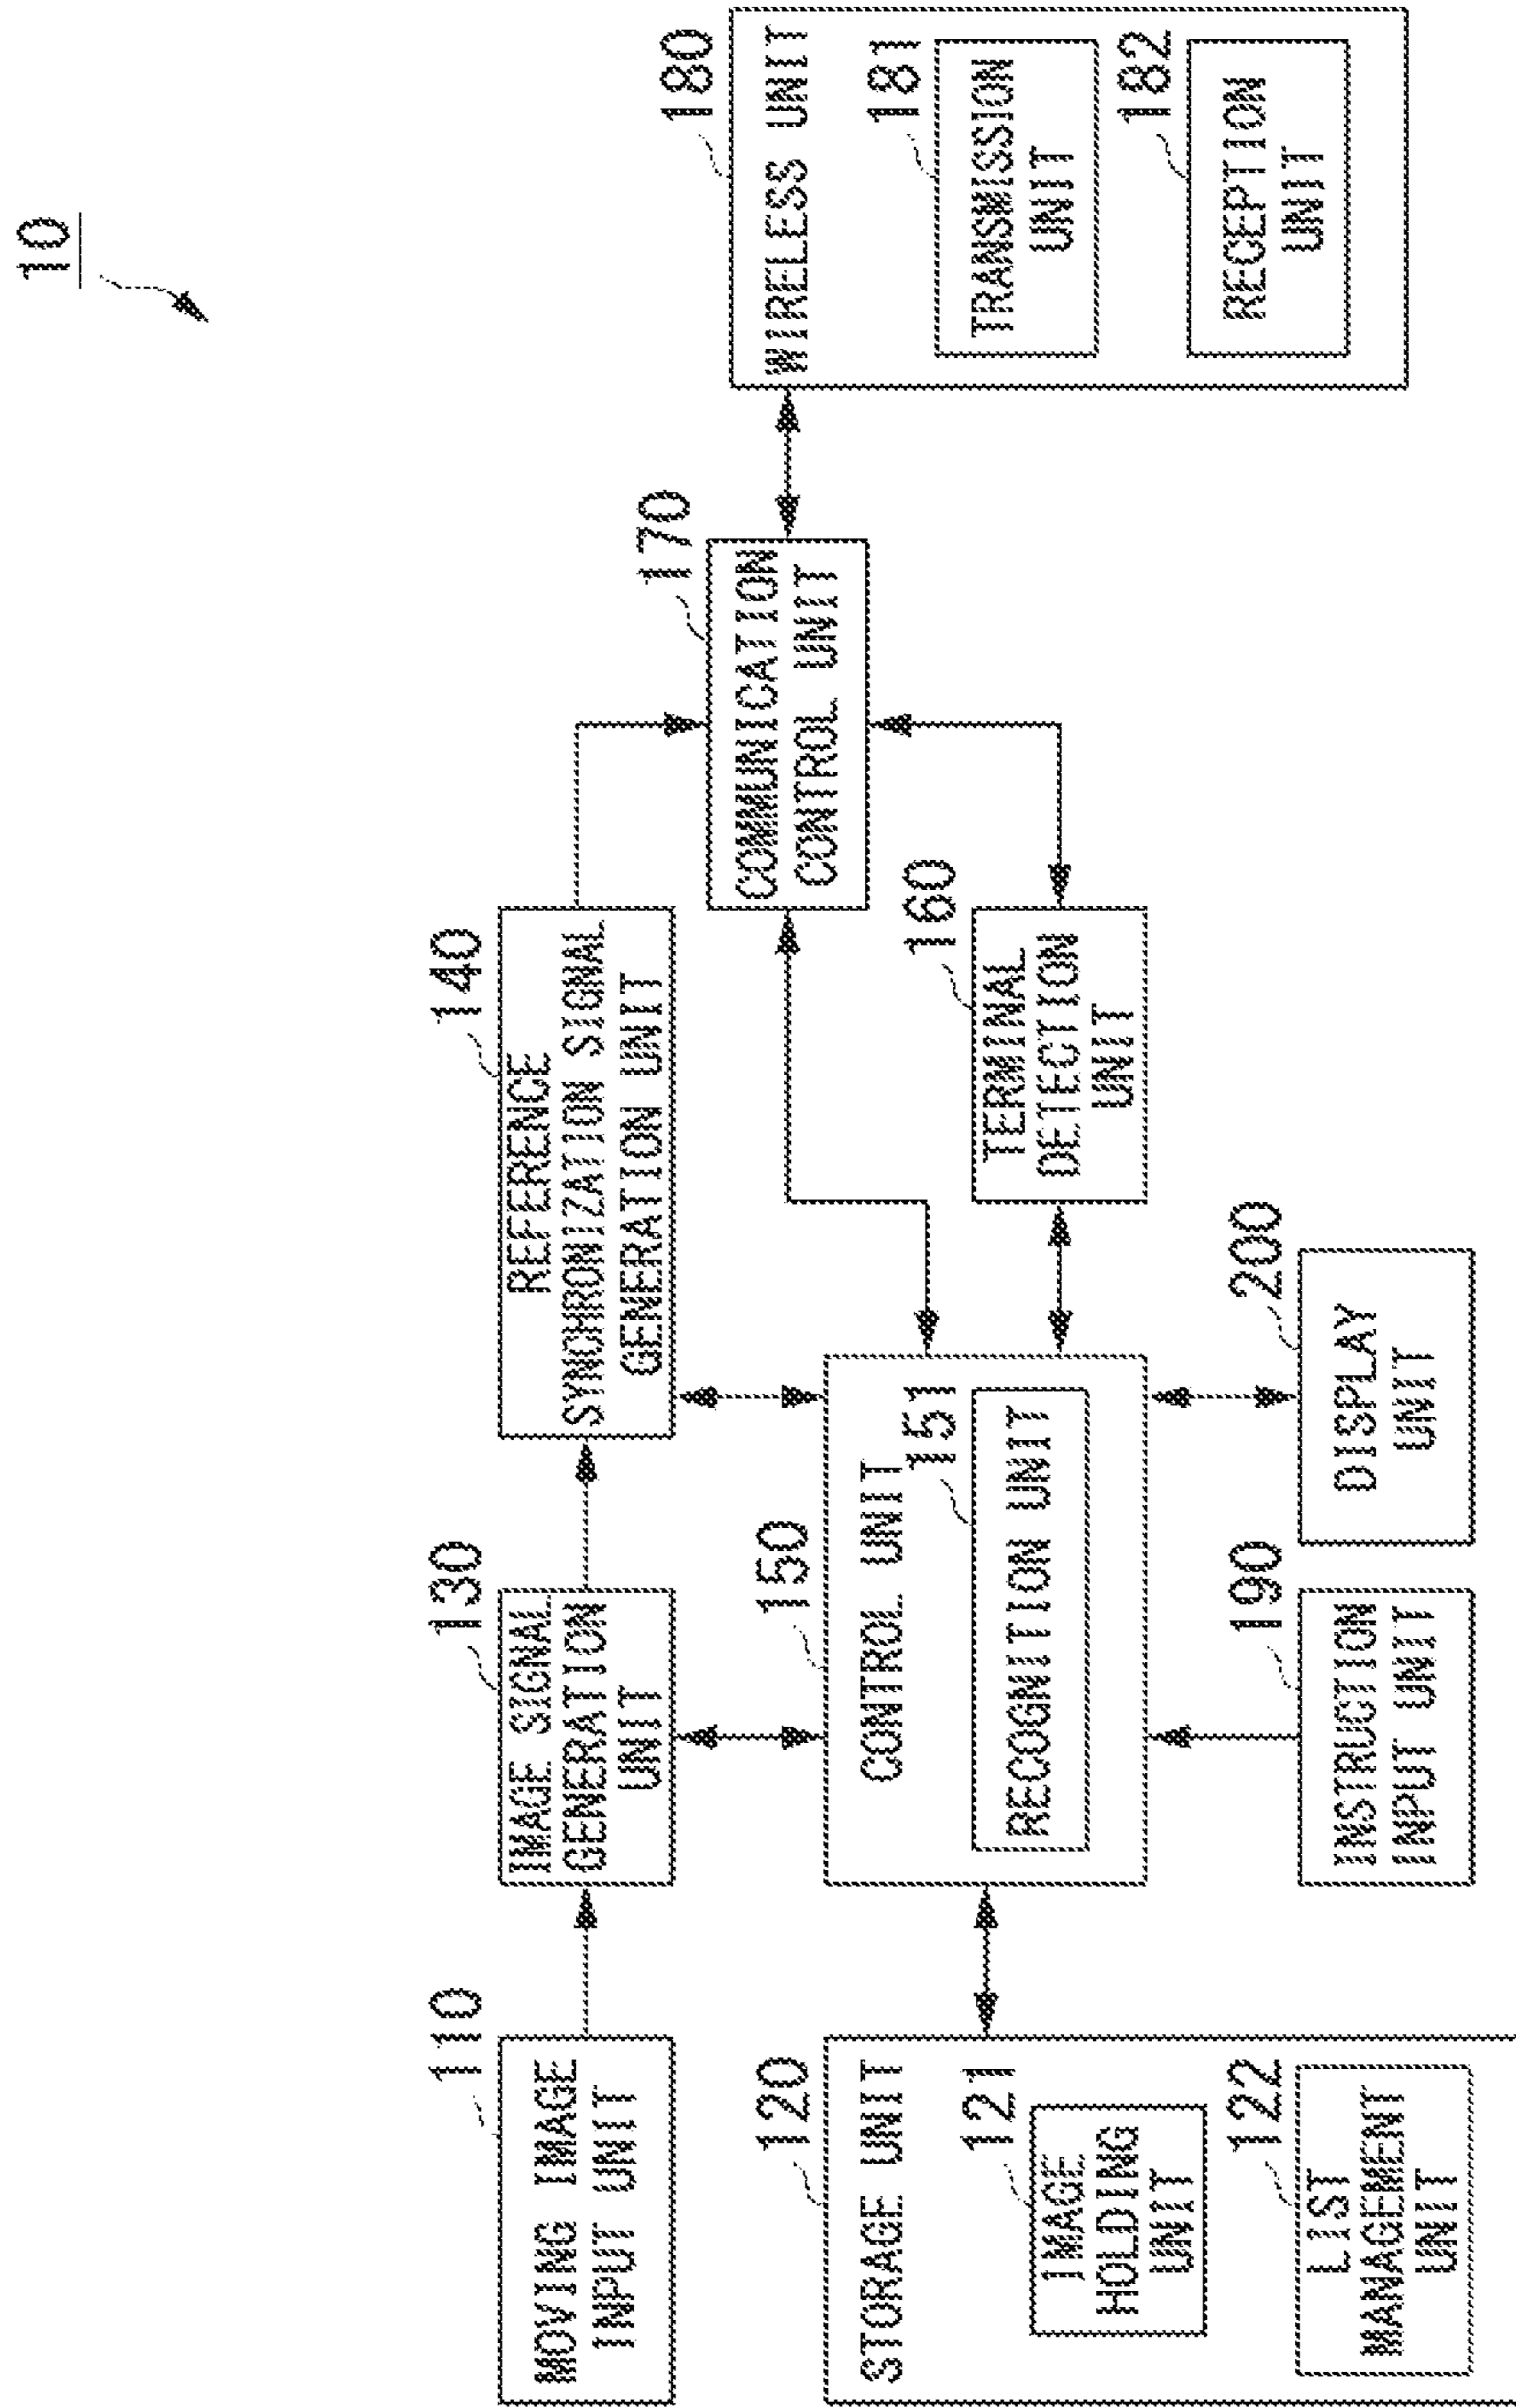 10
110
MOVING IMAGE
INPUT UNIT
130
IMAGE SIGNAL
GENERATION
UNIT
140
REFERENCE
SYNCHRONIZATION SIGNAL
GENERATION UNIT
170
COMMUNICATION
CONTROL UNIT
180
WIRELESS UNIT
181
TRANSMISSION
UNIT
182
RECEPTION
UNIT
120
STORAGE UNIT
121
IMAGE
HOLDING
UNIT
122
LIST
MANAGEMENT
UNIT
150
CONTROL UNIT
151
RECOGNITION UNIT
160
TERMINAL
DETECTION
UNIT
190
INSTRUCTION
INPUT UNIT
200
DISPLAY
UNIT